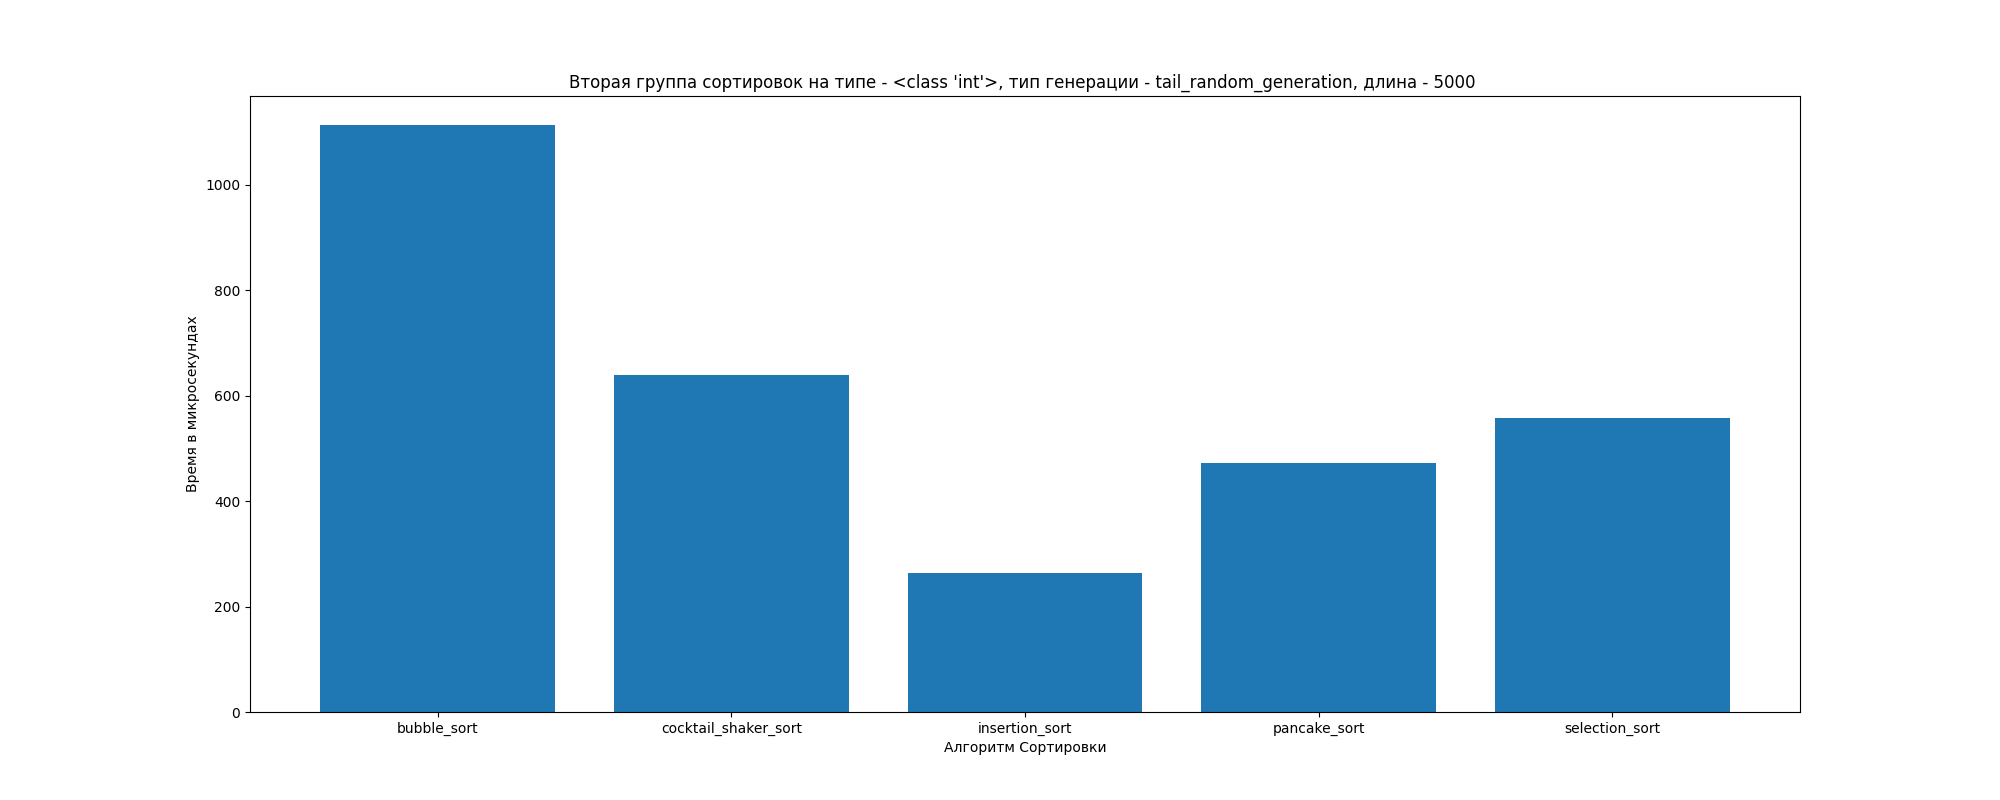 Вторая группа сортировок на типе - <class 'int'>, тип генерации - tail_random_generation, длина - 5000
Время в микросекундах
1000
800
600
400
200
0
bubble_sort
cocktail_shaker_sort
insertion_sort
pancake_sort
selection_sort
Алгоритм Сортировки